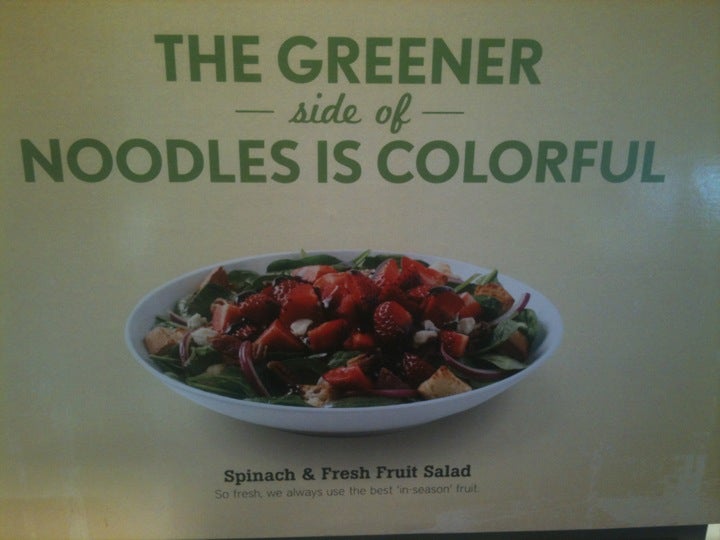 THE GREENER
— side of —
NOODLES IS COLORFUL
Spinach & Fresh Fruit Salad
So fresh, we always use the best 'in-season' fruit.